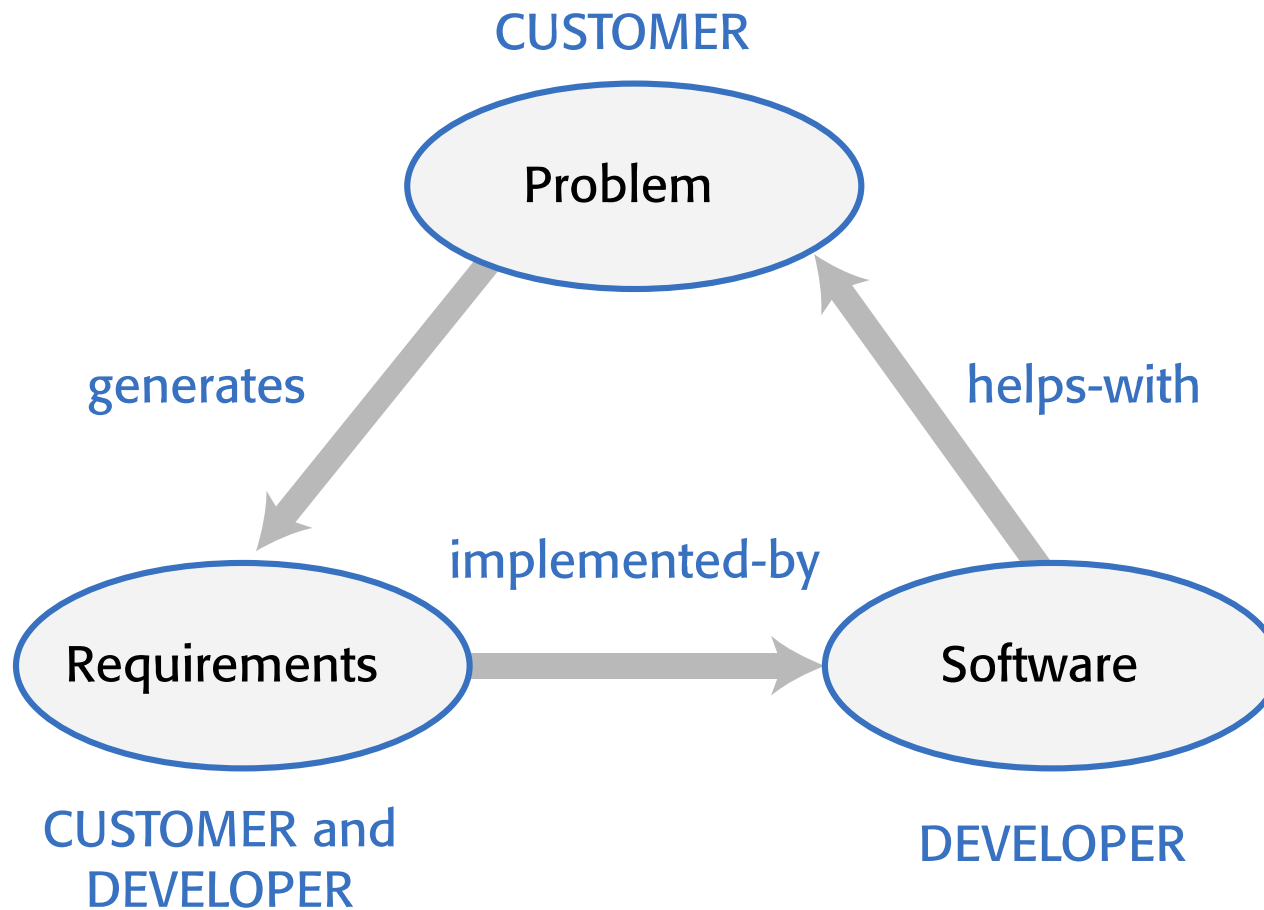 CUSTOMER
Problem
generates
helps-with
implemented-by
Requirements
Software
CUSTOMER and
DEVELOPER
DEVELOPER